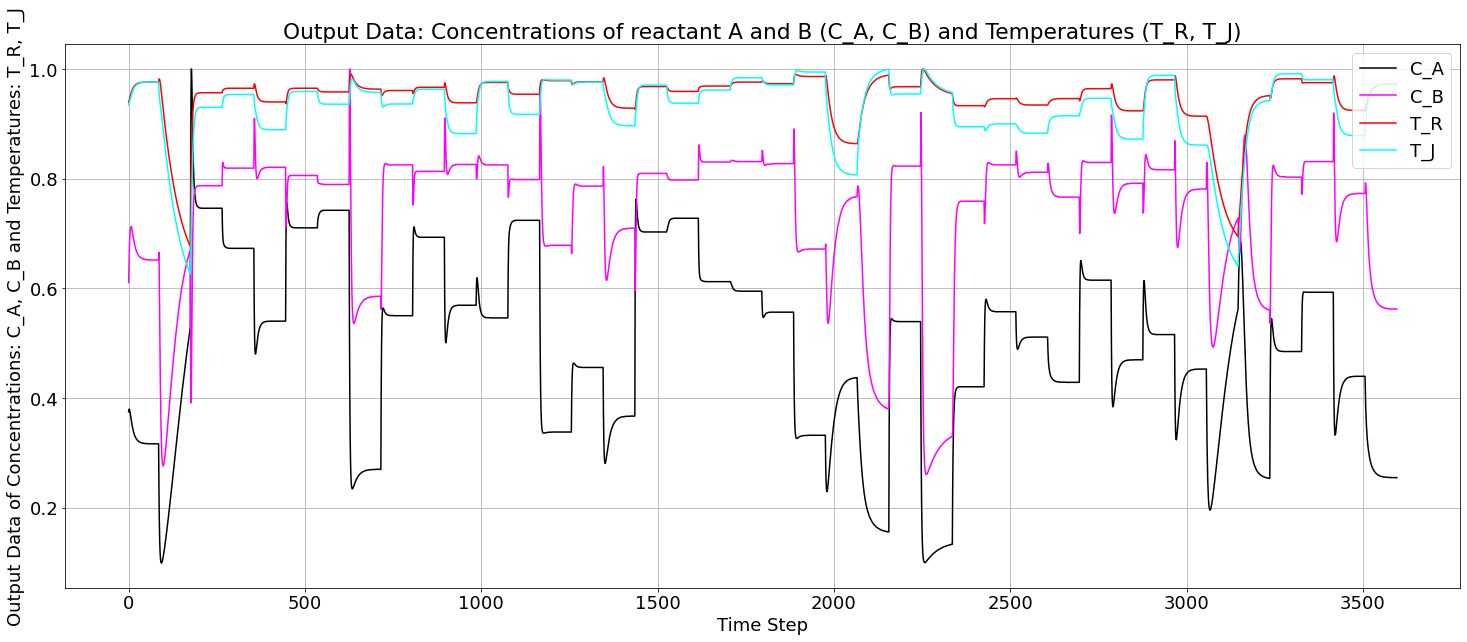 Output Data: Concentrations of reactant A and B (C_A, C_B) and Temperatures (T_R, T_J)
Output Data of Concentrations: C_A, C_B and Temperatures: T_R, T_J
1.0
0.8
0.6
0.4
0.2
C_A
C_B
T_R
T_J
0 500 1000 1500 2000 2500 3000 3500
Time Step